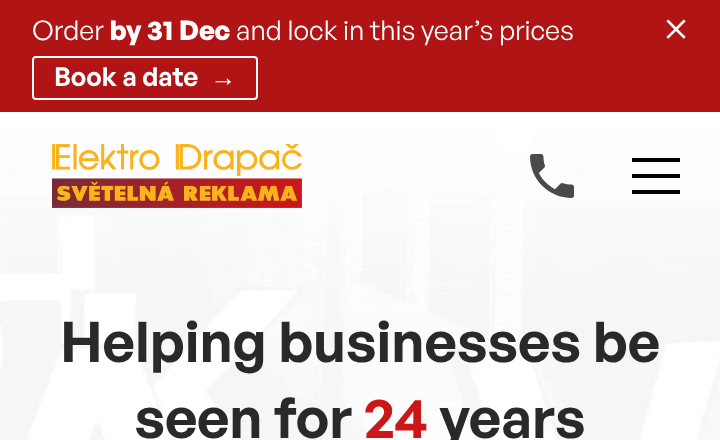 Order by 31 Dec and lock in this year’s prices
Book a date →
Elektro Drapač
SVĚTELNÁ REKLAMA
Helping businesses be
seen for 24 years